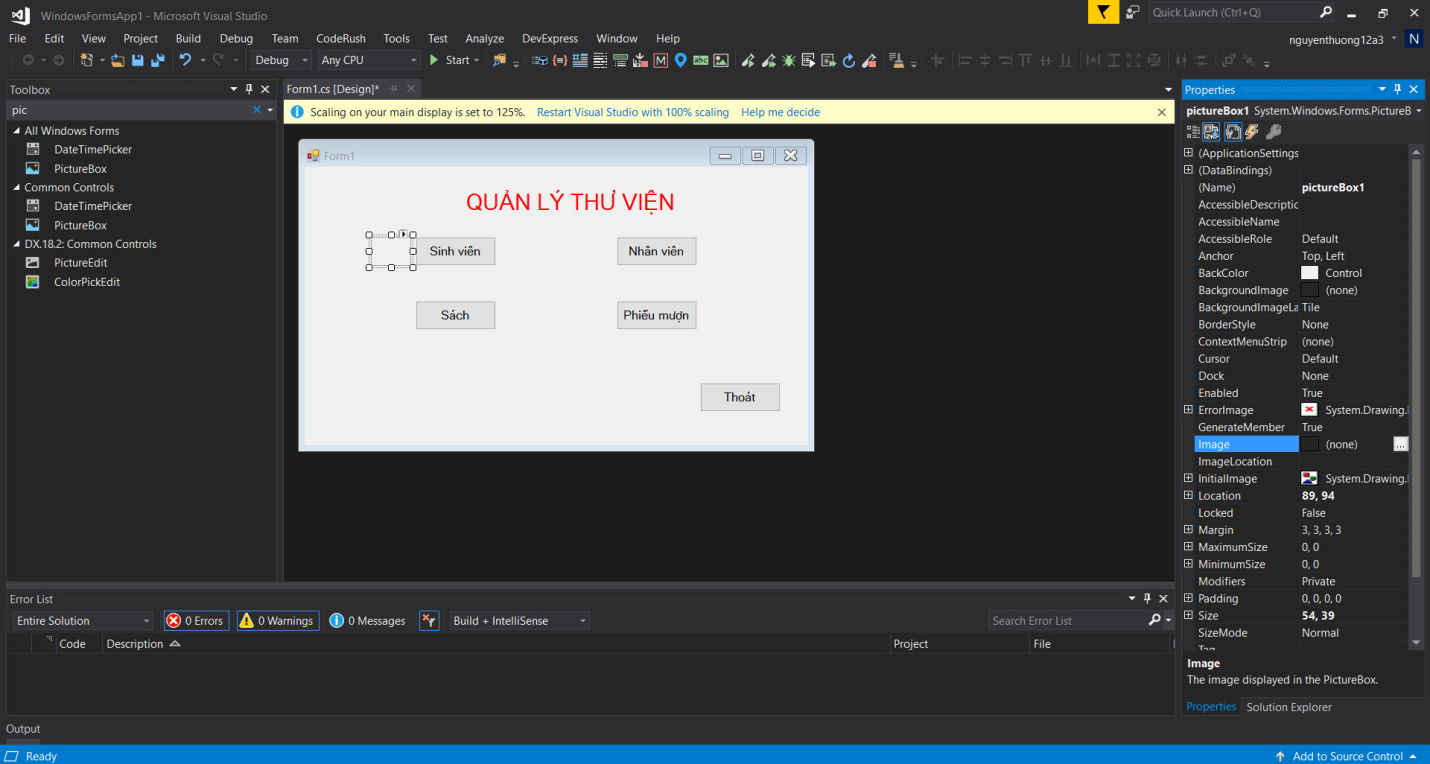 WindowsFormsApp1 - Microsoft Visual Studio
Quick Launch (Ctrl+Q)
File Edit View Project Build Debug Team CodeRush Tools Test Analyze DevExpress Window Help
nguyenthuong12a3 N
Debug Any CPU Start
Toolbox
Form1.cs [Design]*
Properties
pic
Scaling on your main display is set to 125%. Restart Visual Studio with 100% scaling Help me decide
pictureBox1 System.Windows.Forms.PictureB
All Windows Forms
DateTimePicker
PictureBox
Common Controls
DateTimePicker
PictureBox
DX.18.2: Common Controls
PictureEdit
ColorPickEdit
Form1
QUẢN LÝ THƯ VIỆN
Sinh viên
Nhân viên
Sách
Phiếu mượn
Thoát
(ApplicationSettings
(DataBindings)
(Name) pictureBox1
AccessibleDescriptic
AccessibleName
AccessibleRole Default
Anchor Top, Left
BackColor Control
BackgroundImage (none)
BackgroundImageLa Tile
BorderStyle None
ContextMenuStrip (none)
Cursor Default
Dock None
Enabled True
ErrorImage System.Drawing.
GenerateMember True
Image (none) ...
ImageLocation
InitialImage System.Drawing.
Location 89, 94
Locked False
Margin 3, 3, 3, 3
MaximumSize 0, 0
MinimumSize 0, 0
Modifiers Private
Padding 0, 0, 0, 0
Size 54, 39
SizeMode Normal
Tag
Image
The image displayed in the PictureBox.
Properties Solution Explorer
Error List
Entire Solution 0 Errors 0 Warnings 0 Messages Build + IntelliSense Search Error List
Code Description Project File
Output
Ready Add to Source Control